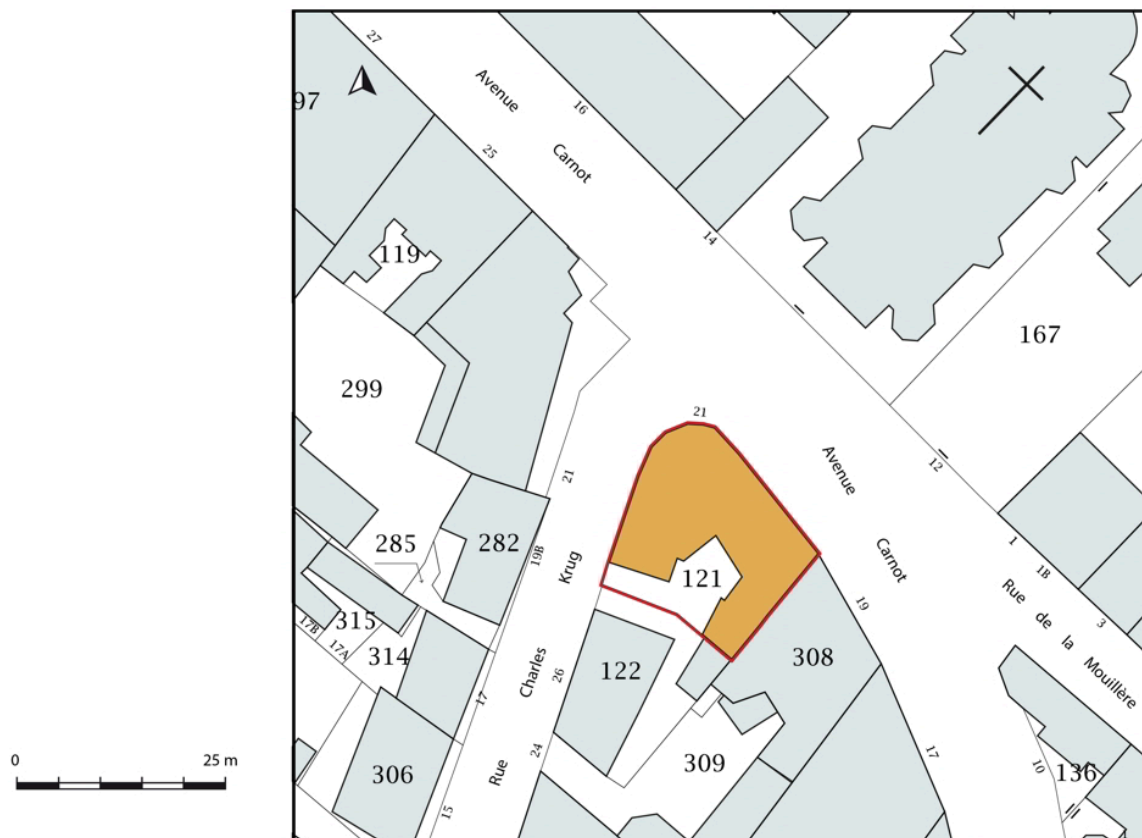 27
Avenue
16
97
25
Carnot
14
119
167
299
21
21
Avenue
12
285
282
19B
Krug
121
Carnot
1
1B
19
Rue
de
la
Mouillère
3
315
17B
17A
314
308
122
Charles
26
17
0
25 m
24
17
309
306
Rue
10
136
15